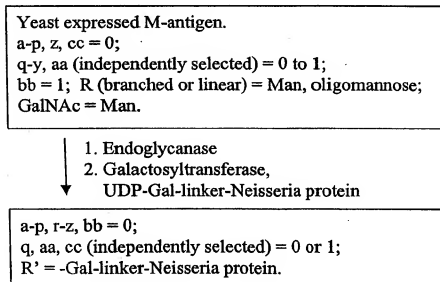 Yeast expressed M-antigen.
a-p, z, cc = 0;
q-y, aa (independently selected) = 0 to 1;
bb = 1; R (branched or linear) = Man, oligomannose;
GalNAc = Man.
1. Endoglycanase
2. Galactosyltransferase,
UDP-Gal-linker-Neisseria protein
a-p, r-z, bb = 0;
q, aa, cc (independently selected) = 0 or 1;
R' = -Gal-linker-Neisseria protein.